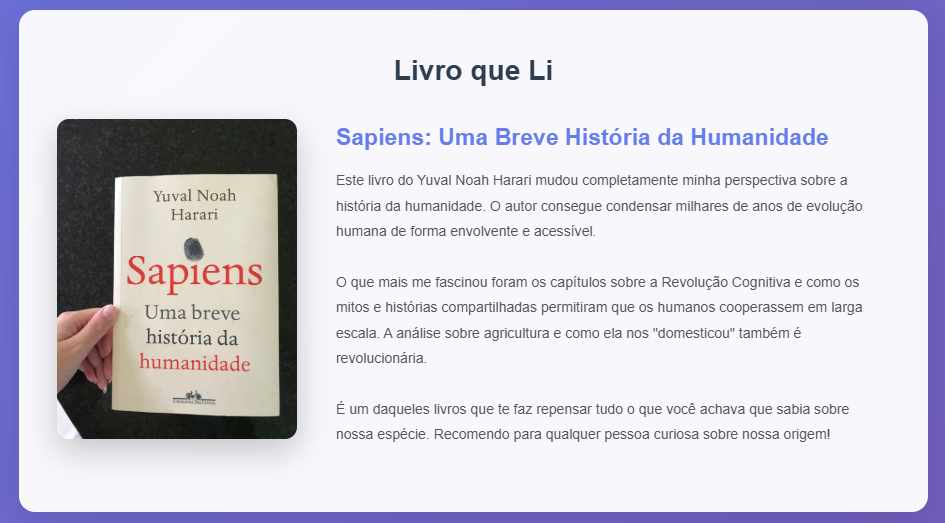 Livro que Li
Yuval Noah
Harari
Sapiens
Uma breve
história da
humanidade
Companhia Das Letras
Sapiens: Uma Breve História da Humanidade
Este livro do Yuval Noah Harari mudou completamente minha perspectiva sobre a
história da humanidade. O autor consegue condensar milhares de anos de evolução
humana de forma envolvente e acessível.
O que mais me fascinou foram os capítulos sobre a Revolução Cognitiva e como os
mitos e histórias compartilhadas permitiram que os humanos cooperassem em larga
escala. A análise sobre agricultura e como ela nos "domesticou" também é
revolucionária.
É um daqueles livros que te faz repensar tudo o que você achava que sabia sobre
nossa espécie. Recomendo para qualquer pessoa curiosa sobre nossa origem!